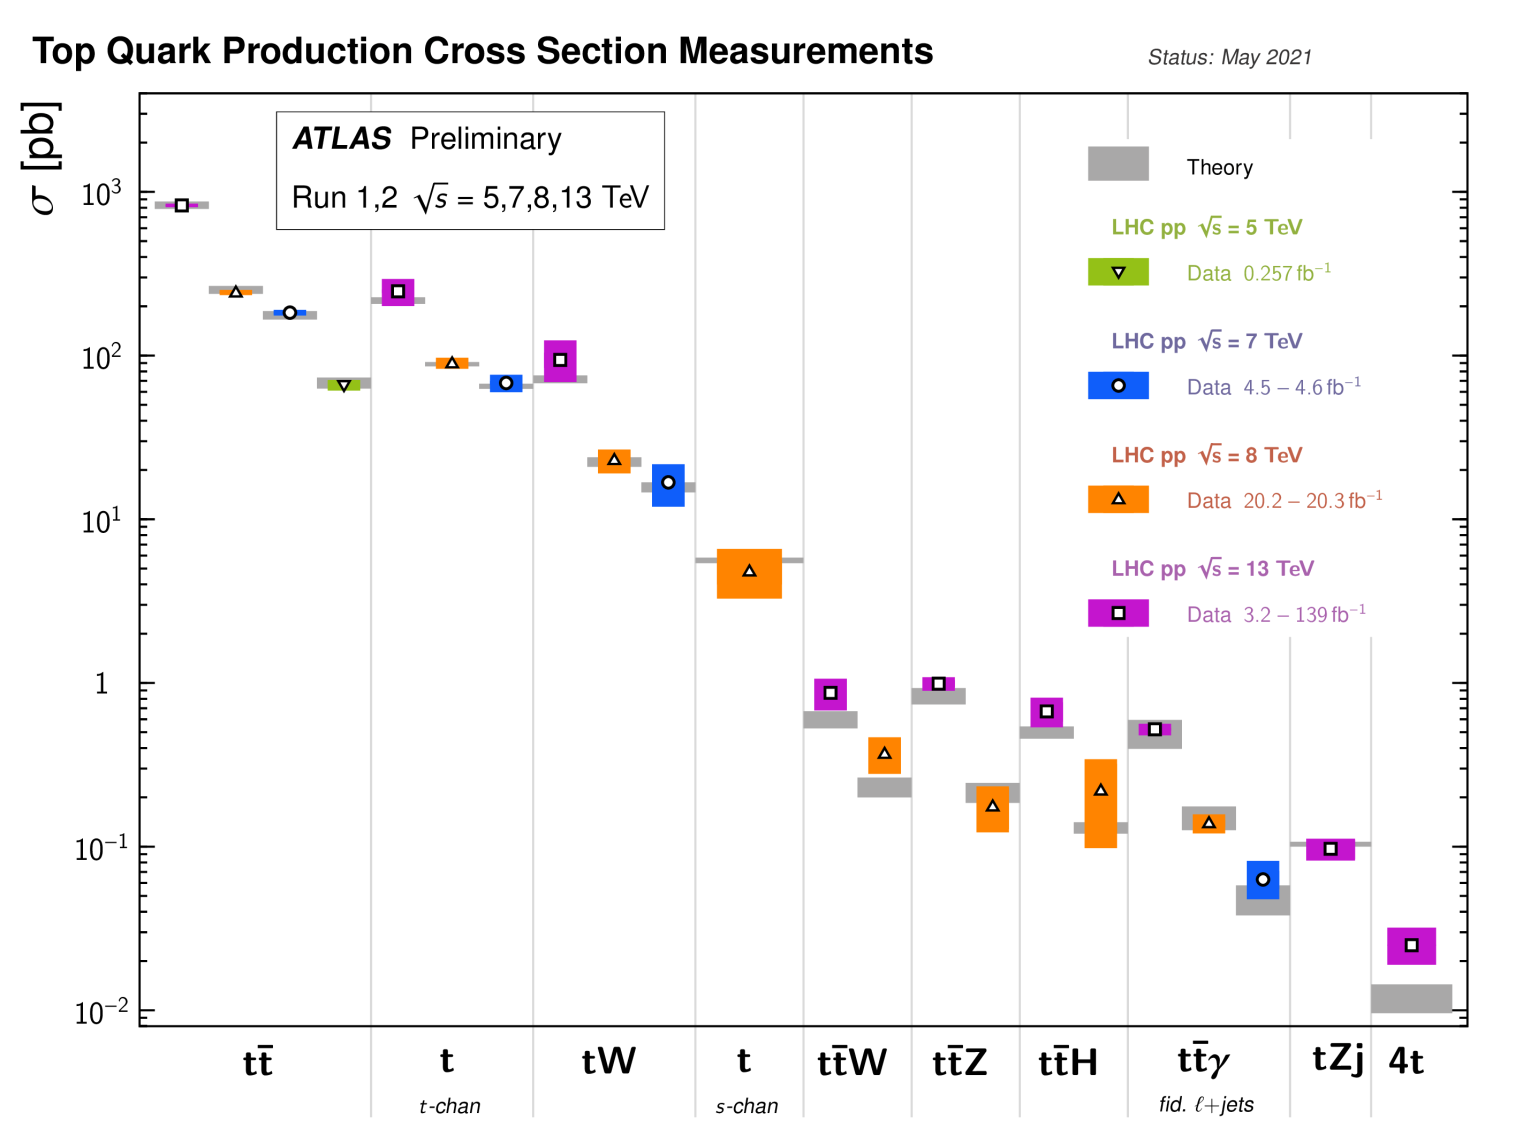 Top Quark Production Cross Section Measurements
Status: May 2021
σ [pb]
ATLAS Preliminary
Run 1,2 √s = 5,7,8,13 TeV
10³
10²
10¹
1
10⁻¹
10⁻²
Theory
LHC pp √s = 5 TeV
Data 0.257 fb⁻¹
LHC pp √s = 7 TeV
Data 4.5 − 4.6 fb⁻¹
LHC pp √s = 8 TeV
Data 20.2 − 20.3 fb⁻¹
LHC pp √s = 13 TeV
Data 3.2 − 139 fb⁻¹
tt̄ t tW t tt̄W tt̄Z tt̄H tt̄γ tZj 4t
t-chan s-chan fid. ℓ+jets